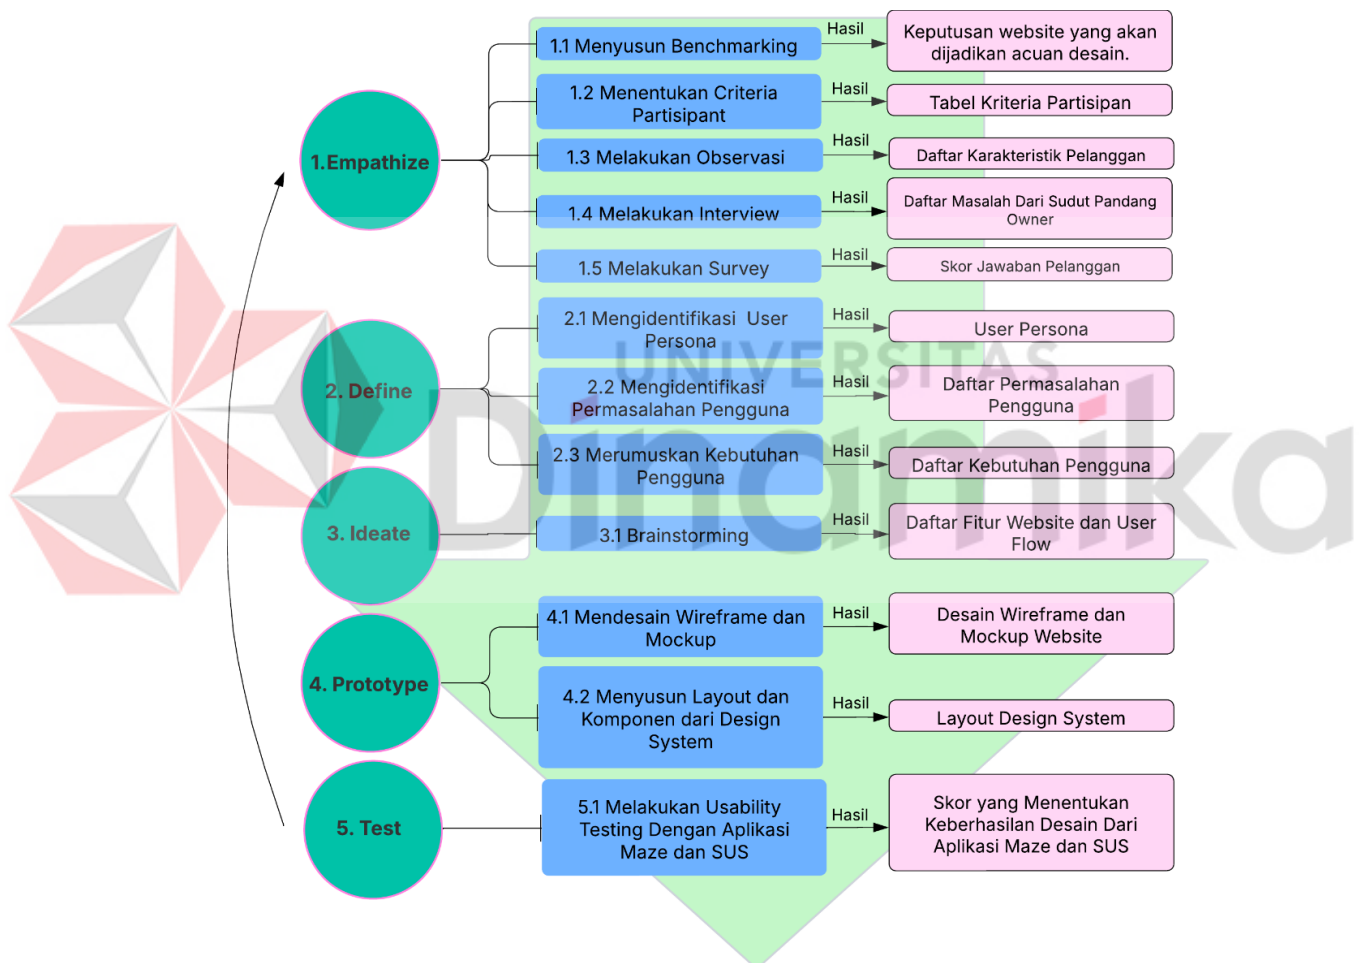 1.Empathize
1.1 Menyusun Benchmarking
Hasil
Keputusan website yang akan
dijadikan acuan desain.
1.2 Menentukan Criteria
Partisipant
Hasil
Tabel Kriteria Partisipan
1.3 Melakukan Observasi
Hasil
Daftar Karakteristik Pelanggan
1.4 Melakukan Interview
Hasil
Daftar Masalah Dari Sudut Pandang
Owner
1.5 Melakukan Survey
Hasil
Skor Jawaban Pelanggan
2. Define
2.1 Mengidentifikasi User
Persona
Hasil
User Persona
2.2 Mengidentifikasi
Permasalahan Pengguna
Hasil
Daftar Permasalahan
Pengguna
2.3 Merumuskan Kebutuhan
Pengguna
Hasil
Daftar Kebutuhan Pengguna
3. Ideate
3.1 Brainstorming
Hasil
Daftar Fitur Website dan User
Flow
4. Prototype
4.1 Mendesain Wireframe dan
Mockup
Hasil
Desain Wireframe dan
Mockup Website
4.2 Menyusun Layout dan
Komponen dari Design
System
Hasil
Layout Design System
5. Test
5.1 Melakukan Usability
Testing Dengan Aplikasi
Maze dan SUS
Hasil
Skor yang Menentukan
Keberhasilan Desain Dari
Aplikasi Maze dan SUS
UNIVERSITAS
Dinamika